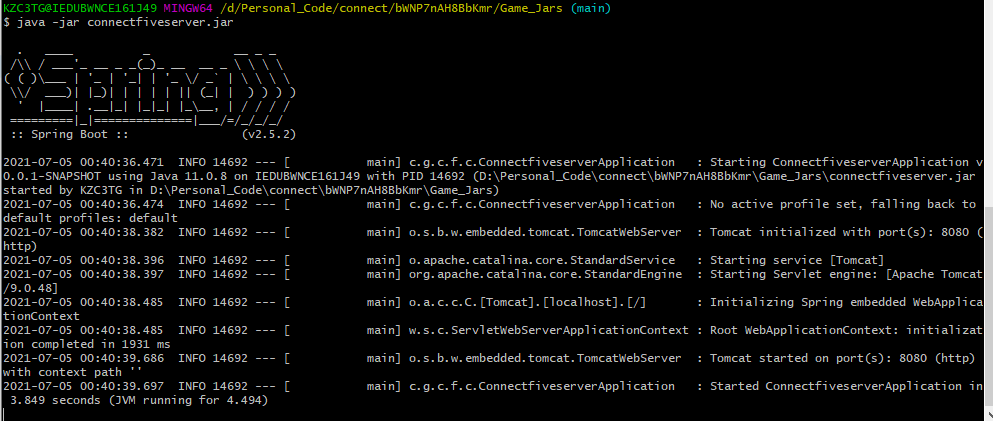 KZC3TG@IEDUBWNCE161J49 MINGW64 /d/Personal_Code/connect/bWNP7nAH8BbKmr/Game_Jars (main)
$ java -jar connectfiveserver.jar
  .   ____          _            __ _ _
 /\\ / ___'_ __ _ _(_)_ __  __ _ \ \ \ \
( ( )\___ | '_ | '_| | '_ \/ _` | \ \ \ \
 \\/  ___)| |_)| | | | | || (_| |  ) ) ) )
  '  |____| .__|_| |_|_| |_\__, | / / / /
 =========|_|==============|___/=/_/_/_/
 :: Spring Boot ::                (v2.5.2)
2021-07-05 00:40:36.471  INFO 14692 --- [           main] c.g.c.f.c.ConnectfiveserverApplication   : Starting ConnectfiveserverApplication v
0.0.1-SNAPSHOT using Java 11.0.8 on IEDUBWNCE161J49 with PID 14692 (D:\Personal_Code\connect\bWNP7nAH8BbKmr\Game_Jars\connectfiveserver.jar
started by KZC3TG in D:\Personal_Code\connect\bWNP7nAH8BbKmr\Game_Jars)
2021-07-05 00:40:36.474  INFO 14692 --- [           main] c.g.c.f.c.ConnectfiveserverApplication   : No active profile set, falling back to
default profiles: default
2021-07-05 00:40:38.382  INFO 14692 --- [           main] o.s.b.w.embedded.tomcat.TomcatWebServer  : Tomcat initialized with port(s): 8080 (
http)
2021-07-05 00:40:38.396  INFO 14692 --- [           main] o.apache.catalina.core.StandardService   : Starting service [Tomcat]
2021-07-05 00:40:38.397  INFO 14692 --- [           main] org.apache.catalina.core.StandardEngine  : Starting Servlet engine: [Apache Tomcat
/9.0.48]
2021-07-05 00:40:38.485  INFO 14692 --- [           main] o.a.c.c.C.[Tomcat].[localhost].[/]       : Initializing Spring embedded WebApplica
tionContext
2021-07-05 00:40:38.485  INFO 14692 --- [           main] w.s.c.ServletWebServerApplicationContext : Root WebApplicationContext: initializat
ion completed in 1931 ms
2021-07-05 00:40:39.686  INFO 14692 --- [           main] o.s.b.w.embedded.tomcat.TomcatWebServer  : Tomcat started on port(s): 8080 (http)
with context path ''
2021-07-05 00:40:39.697  INFO 14692 --- [           main] c.g.c.f.c.ConnectfiveserverApplication   : Started ConnectfiveserverApplication in
 3.849 seconds (JVM running for 4.494)